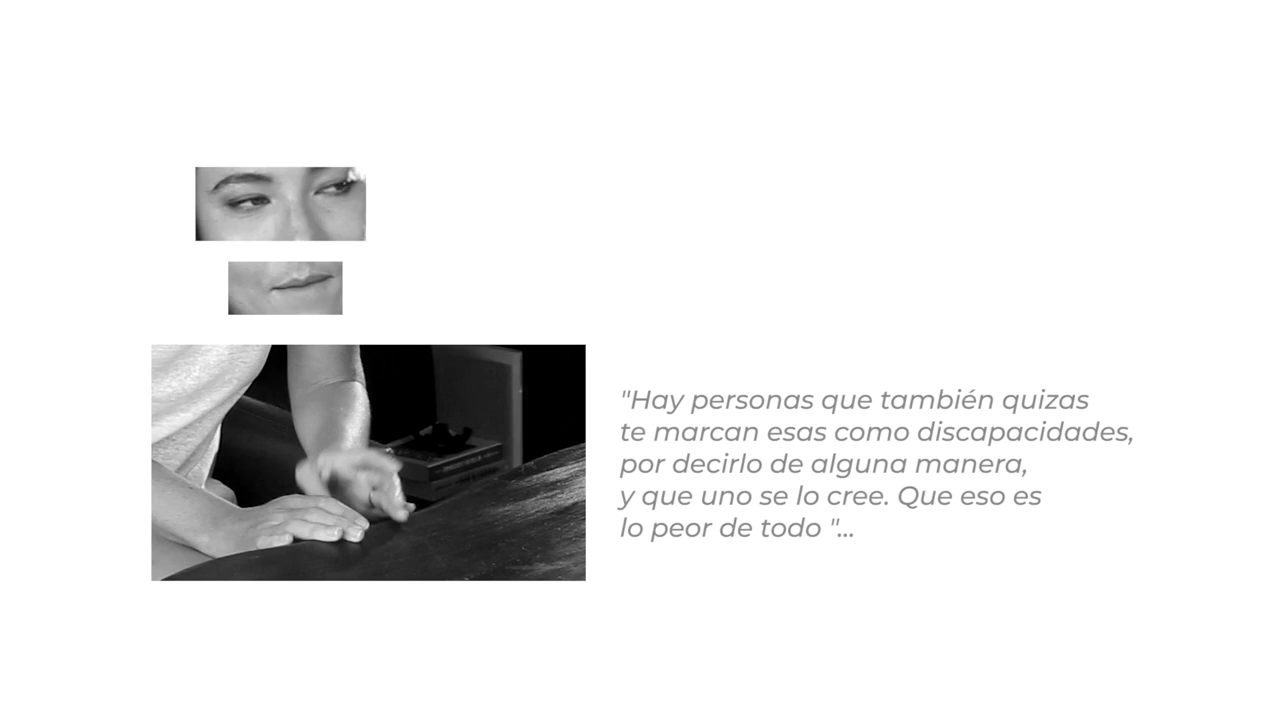 "Hay personas que también quizas
te marcan esas como discapacidades,
por decirlo de alguna manera,
y que uno se lo cree. Que eso es
lo peor de todo "...